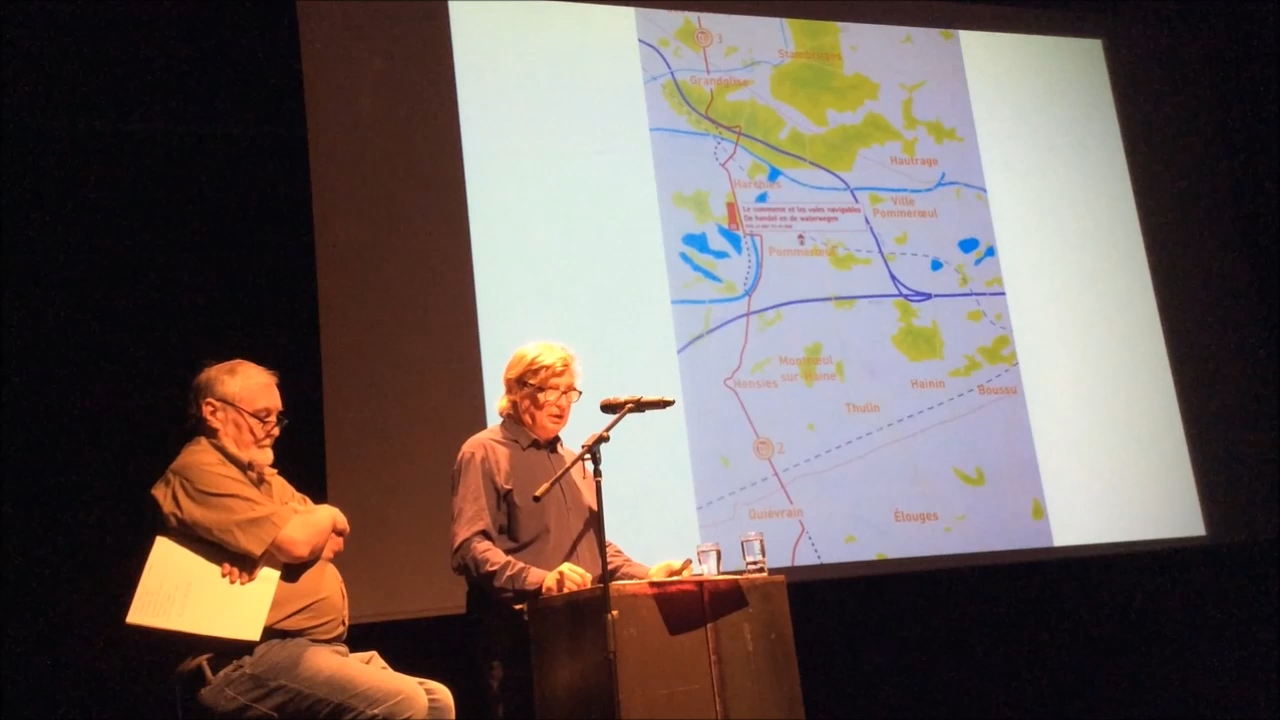 3
Stambruges
Grandglise
Hautrage
Harchies
Ville
Pommerœul
Le commerce et les voies navigables
De handel en de waterwegen
Pommerœul
Montrœul
sur-Haine
Hensies
Hainin
Boussu
Thulin
2
Quiévrain
Élouges